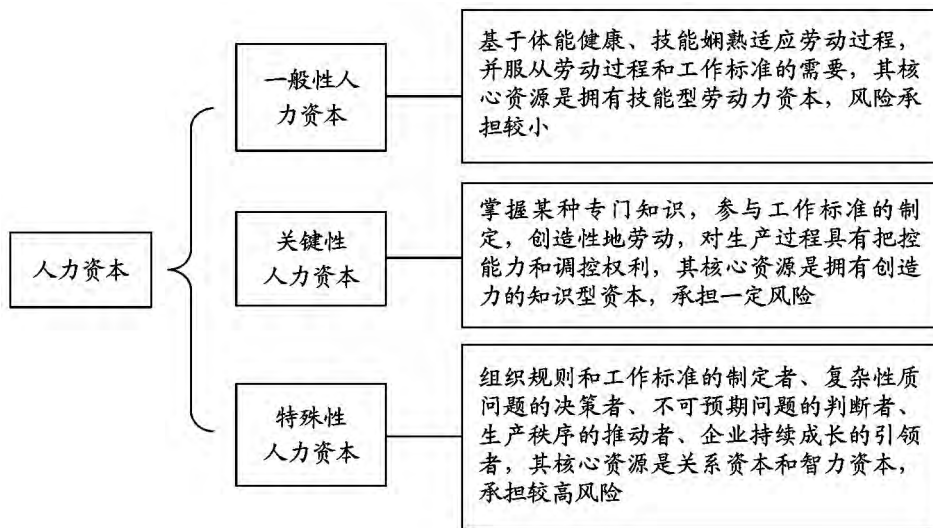 人力资本
一般性人
力资本
基于体能健康、技能娴熟适应劳动过程，
并服从劳动过程和工作标准的需要，其核
心资源是拥有技能型劳动力资本，风险承
担较小
关键性
人力资本
掌握某种专门知识，参与工作标准的制
定，创造性地劳动，对生产过程具有把控
能力和调控权利，其核心资源是拥有创造
力的知识型资本，承担一定风险
特殊性
人力资本
组织规则和工作标准的制定者、复杂性质
问题的决策者、不可预期问题的判断者、
生产秩序的推动者、企业持续成长的引领
者，其核心资源是关系资本和智力资本，
承担较高风险